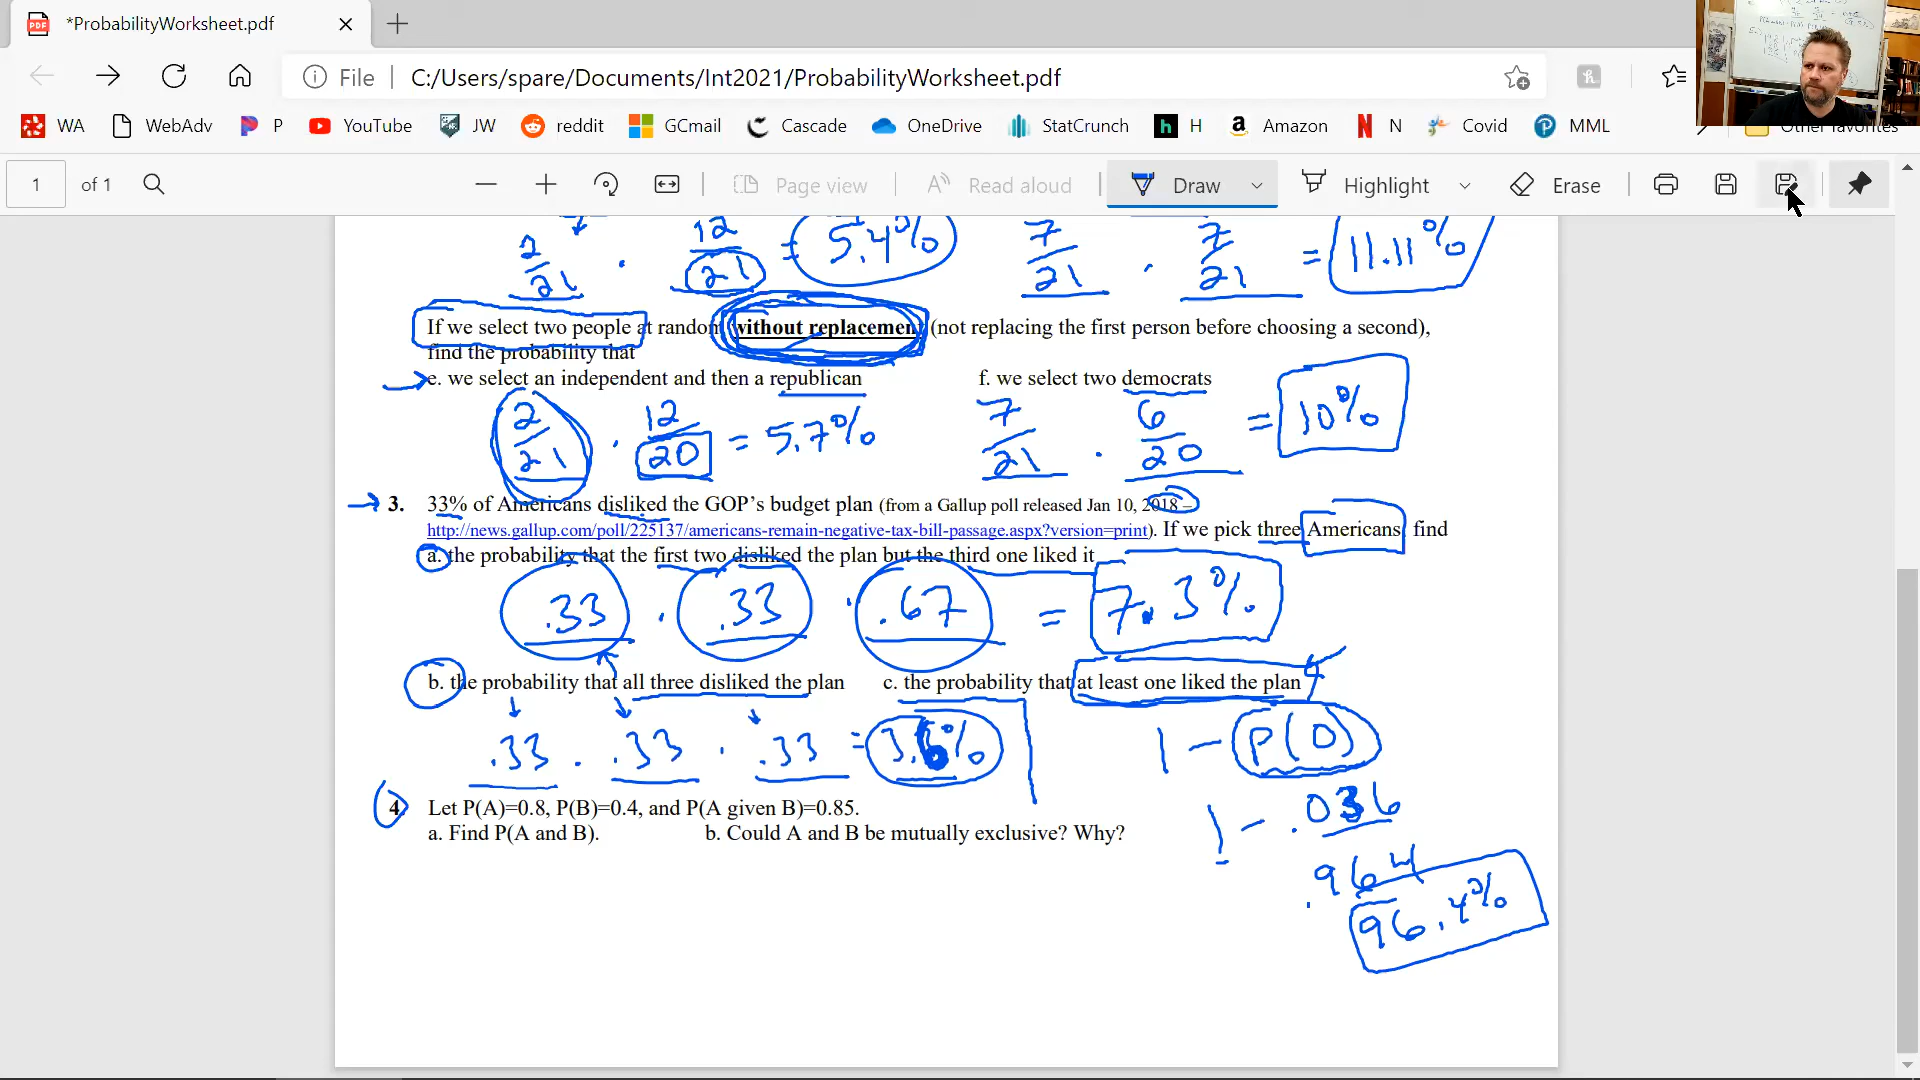 *ProbabilityWorksheet.pdf
File C:/Users/spare/Documents/Int2021/ProbabilityWorksheet.pdf
WA WebAdv P YouTube JW reddit GCmail Cascade OneDrive StatCrunch H Amazon N Covid MML Other favorites
1 of 1 Page view Read aloud Draw Highlight Erase
2/21 · 12/21 = 5.4% 7/21 · 7/21 = 11.11%
If we select two people at random without replacement (not replacing the first person before choosing a second),
find the probability that
e. we select an independent and then a republican f. we select two democrats
2/21 · 12/20 = 5.7% 7/21 · 6/20 = 10%
3. 33% of Americans disliked the GOP's budget plan (from a Gallup poll released Jan 10, 2018 –
http://news.gallup.com/poll/225137/americans-remain-negative-tax-bill-passage.aspx?version=print). If we pick three Americans, find
a. the probability that the first two disliked the plan but the third one liked it
.33 · .33 · .67 = 7.3%
b. the probability that all three disliked the plan c. the probability that at least one liked the plan
.33 · .33 · .33 = 3.6% 1 - P(0)
4. Let P(A)=0.8, P(B)=0.4, and P(A given B)=0.85.
1 - .036
a. Find P(A and B). b. Could A and B be mutually exclusive? Why?
.964
96.4%